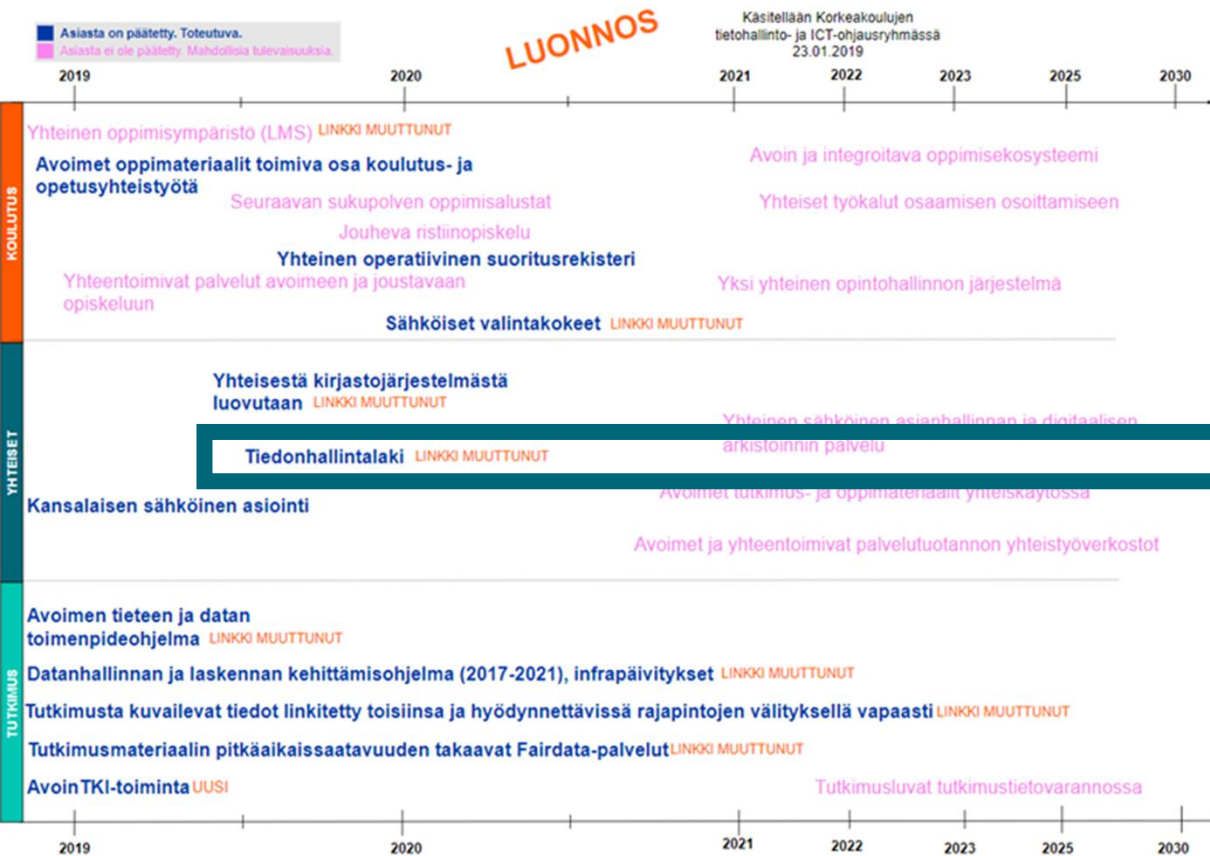 Asiasta on päätetty. Toteutuva.
Asiasta ei ole päätetty. Mahdollisia tulevaisuuksia.
LUONNOS
Käsitellään Korkeakoulujen
tietohallinto- ja ICT-ohjausryhmässä
23.01.2019
2019 2020 2021 2022 2023 2025 2030
KOULUTUS
Yhteinen oppimisympäristö (LMS) LINKKI MUUTTUNUT
Avoimet oppimateriaalit toimiva osa koulutus- ja
opetusyhteistyötä
Avoin ja integroitava oppimisekosysteemi
Seuraavan sukupolven oppimisalustat
Yhteiset työkalut osaamisen osoittamiseen
Jouheva ristiinopiskelu
Yhteinen operatiivinen suoritusrekisteri
Yhteentoimivat palvelut avoimeen ja joustavaan
opiskeluun
Yksi yhteinen opintohallinnon järjestelmä
Sähköiset valintakokeet LINKKI MUUTTUNUT
YHTEISET
Yhteisestä kirjastojärjestelmästä
luovutaan LINKKI MUUTTUNUT
Yhteinen sähköinen asianhallinnan ja digitaalisen
arkistoinnin palvelu
Tiedonhallintalaki LINKKI MUUTTUNUT
Avoimet tutkimus- ja oppimateriaalit yhteiskäytössä
Kansalaisen sähköinen asiointi
Avoimet ja yhteentoimivat palvelutuotannon yhteistyöverkostot
TUTKIMUS
Avoimen tieteen ja datan
toimenpideohjelma LINKKI MUUTTUNUT
Datanhallinnan ja laskennan kehittämisohjelma (2017-2021), infrapäivitykset LINKKI MUUTTUNUT
Tutkimusta kuvailevat tiedot linkitetty toisiinsa ja hyödynnettävissä rajapintojen välityksellä vapaasti LINKKI MUUTTUNUT
Tutkimusmateriaalin pitkäaikaissaatavuuden takaavat Fairdata-palvelut LINKKI MUUTTUNUT
Avoin TKI-toiminta UUSI
Tutkimusluvat tutkimustietovarannossa
2019 2020 2021 2022 2023 2025 2030